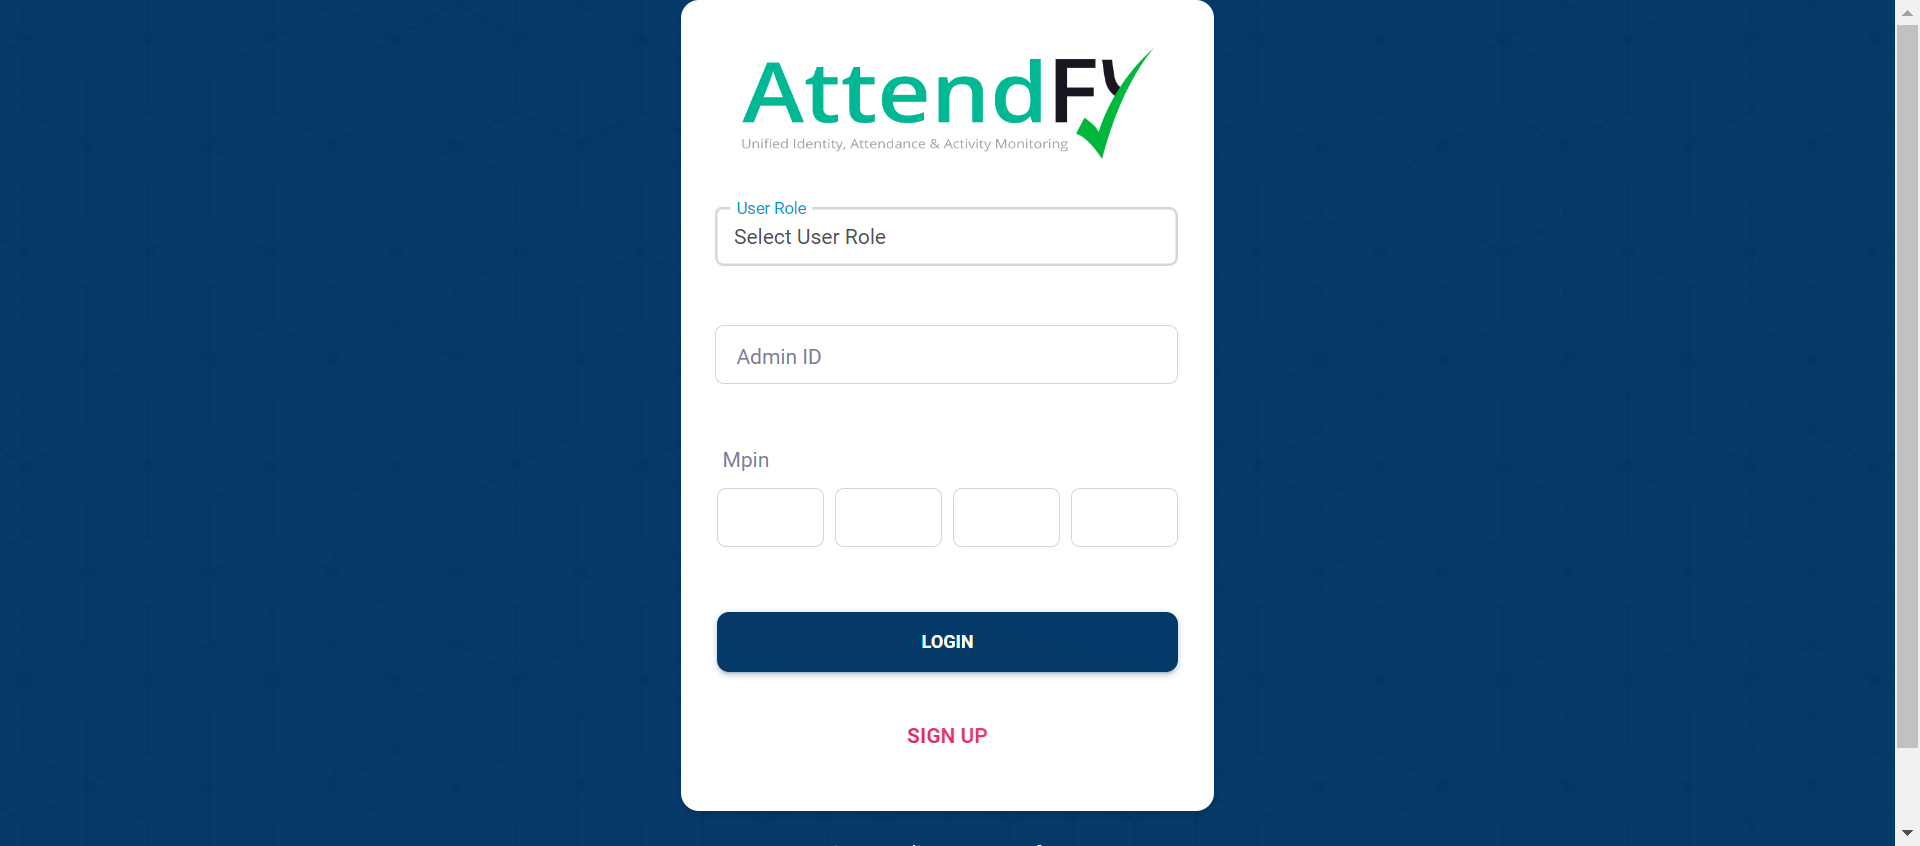 AttendFy
Unified Identity, Attendance & Activity Monitoring
User Role
Select User Role
Admin ID
Mpin
LOGIN
SIGN UP